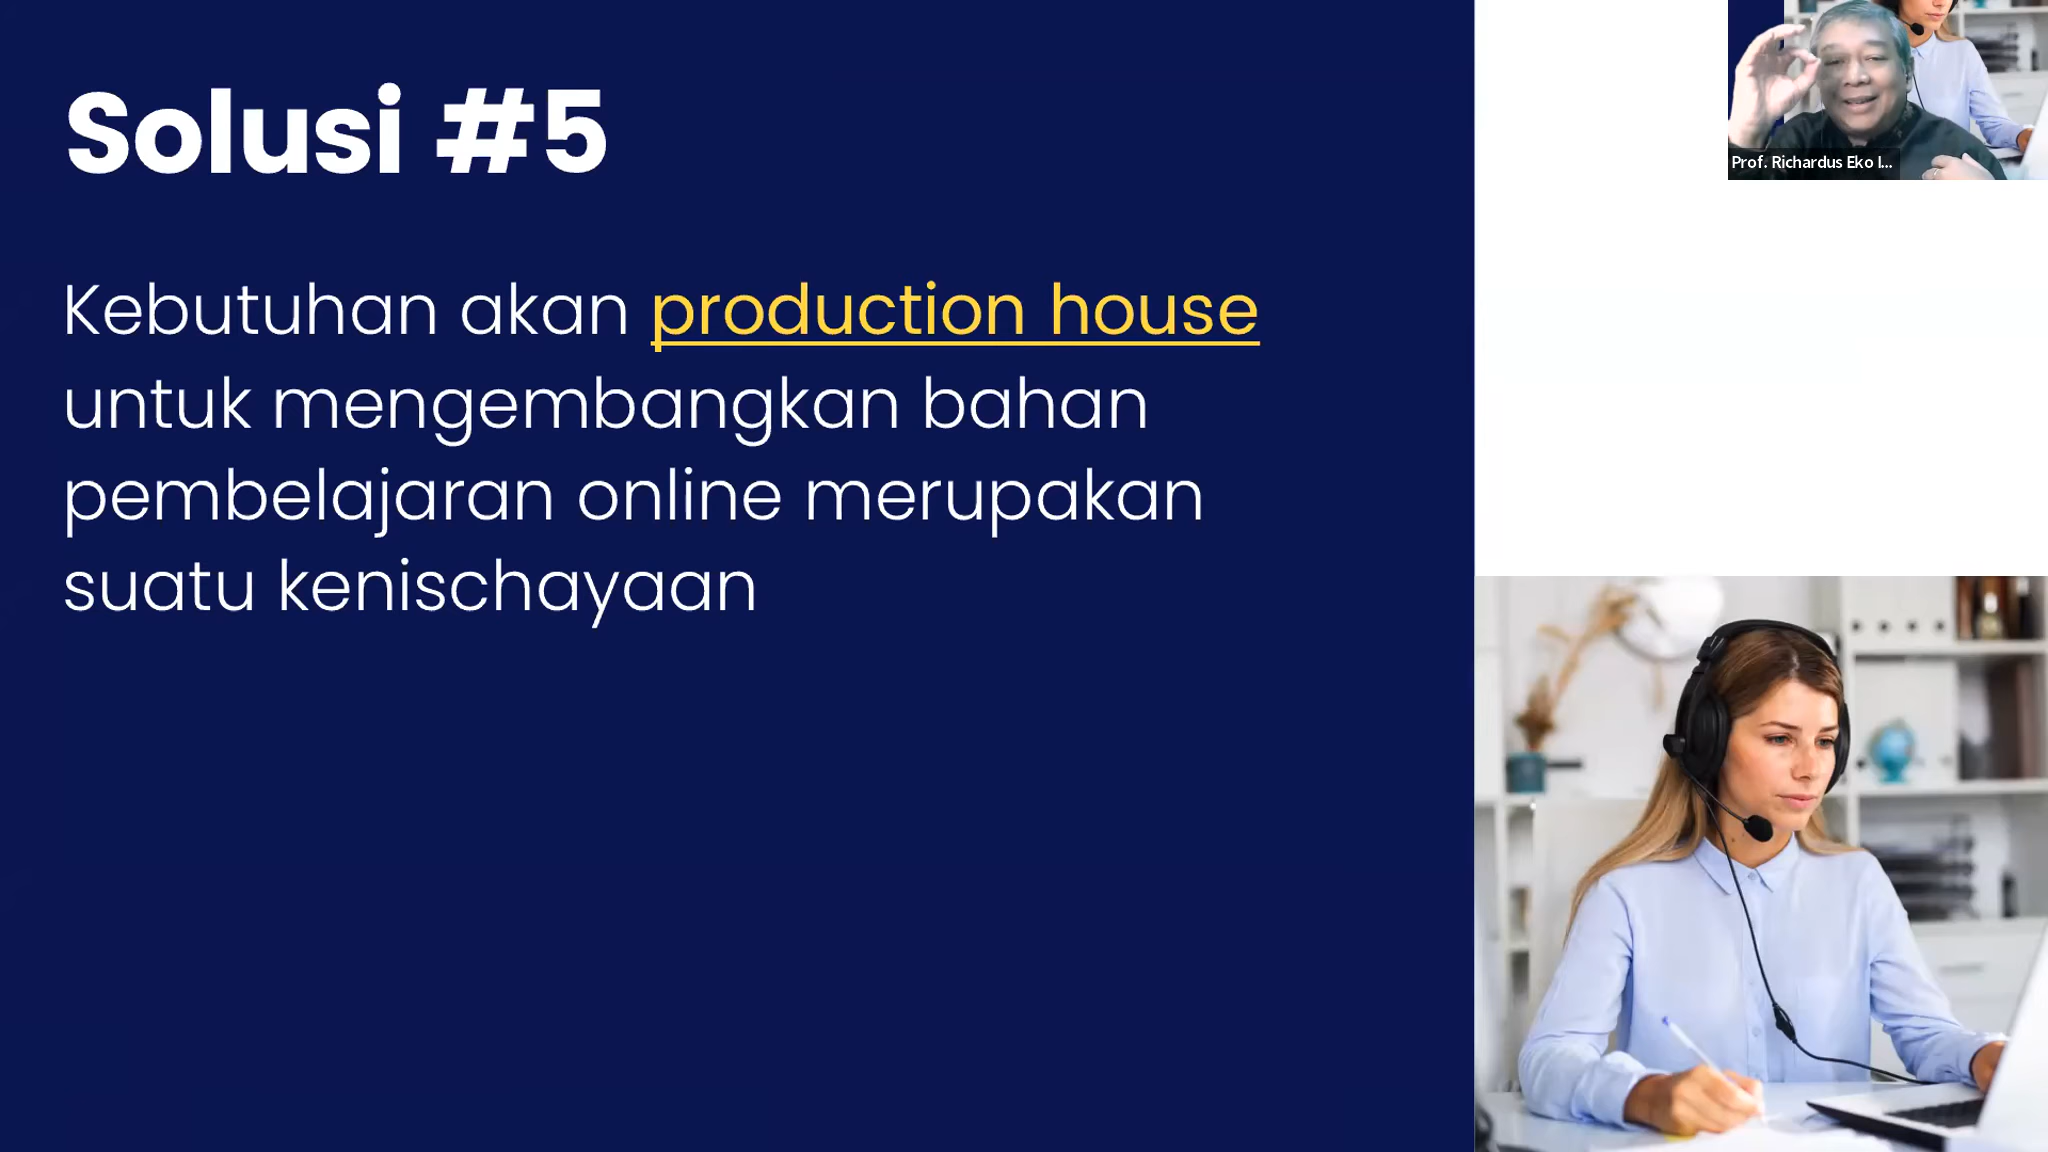 Solusi #5
Kebutuhan akan production house
untuk mengembangkan bahan
pembelajaran online merupakan
suatu kenischayaan
Prof. Richardus Eko I...